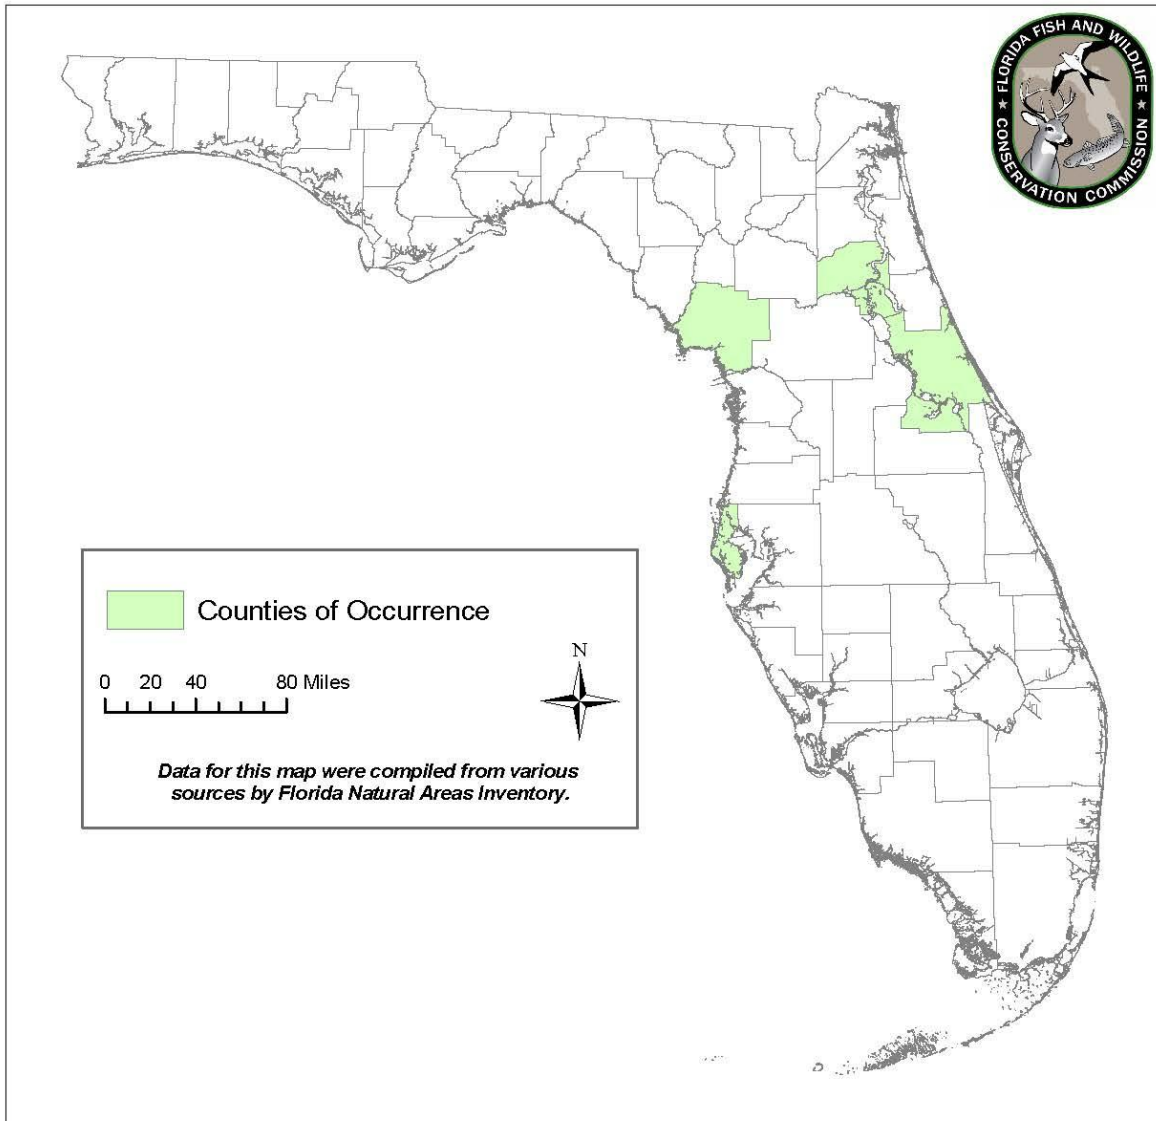 ★ FLORIDA FISH AND WILDLIFE ★
CONSERVATION COMMISSION
Counties of Occurrence
N
0 20 40 80 Miles
Data for this map were compiled from various
sources by Florida Natural Areas Inventory.